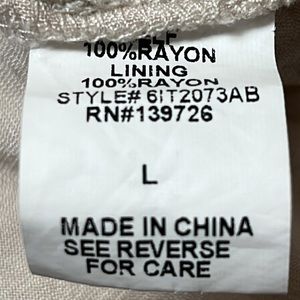 100%RAYON
LINING
100%RAYON
STYLE# 6IT2073AB
RN#139726
L
MADE IN CHINA
SEE REVERSE
FOR CARE